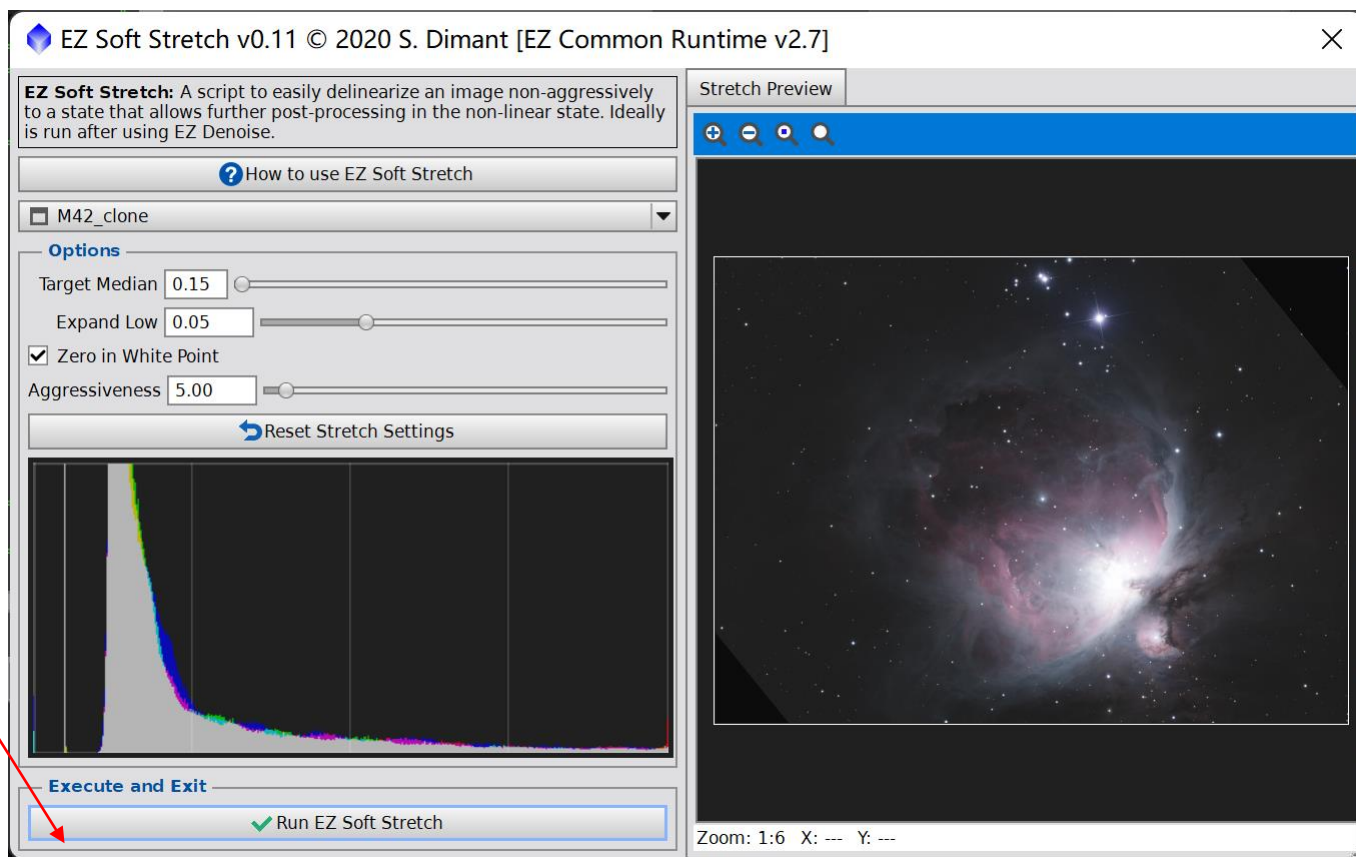 EZ Soft Stretch v0.11 © 2020 S. Dimant [EZ Common Runtime v2.7]
EZ Soft Stretch: A script to easily delinearize an image non-aggressively
to a state that allows further post-processing in the non-linear state. Ideally
is run after using EZ Denoise.
How to use EZ Soft Stretch
M42_clone
Options
Target Median 0.15
Expand Low 0.05
Zero in White Point
Aggressiveness 5.00
Reset Stretch Settings
Execute and Exit
Run EZ Soft Stretch
Stretch Preview
Zoom: 1:6 X: --- Y: ---